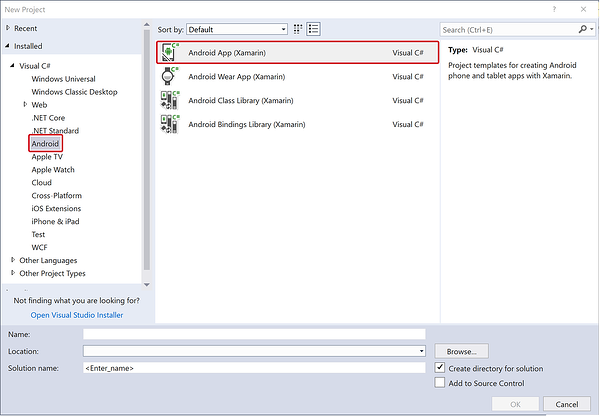 New Project
Recent
Installed
Visual C#
Windows Universal
Windows Classic Desktop
Web
.NET Core
.NET Standard
Android
Apple TV
Apple Watch
Cloud
Cross-Platform
iOS Extensions
iPhone & iPad
Test
WCF
Other Languages
Other Project Types
Not finding what you are looking for?
Open Visual Studio Installer
Sort by: Default
Android App (Xamarin) Visual C#
Android Wear App (Xamarin) Visual C#
Android Class Library (Xamarin) Visual C#
Android Bindings Library (Xamarin) Visual C#
Search (Ctrl+E)
Type: Visual C#
Project templates for creating Android
phone and tablet apps with Xamarin.
Name:
Location:
Browse...
Solution name: <Enter_name>
Create directory for solution
Add to Source Control
OK Cancel